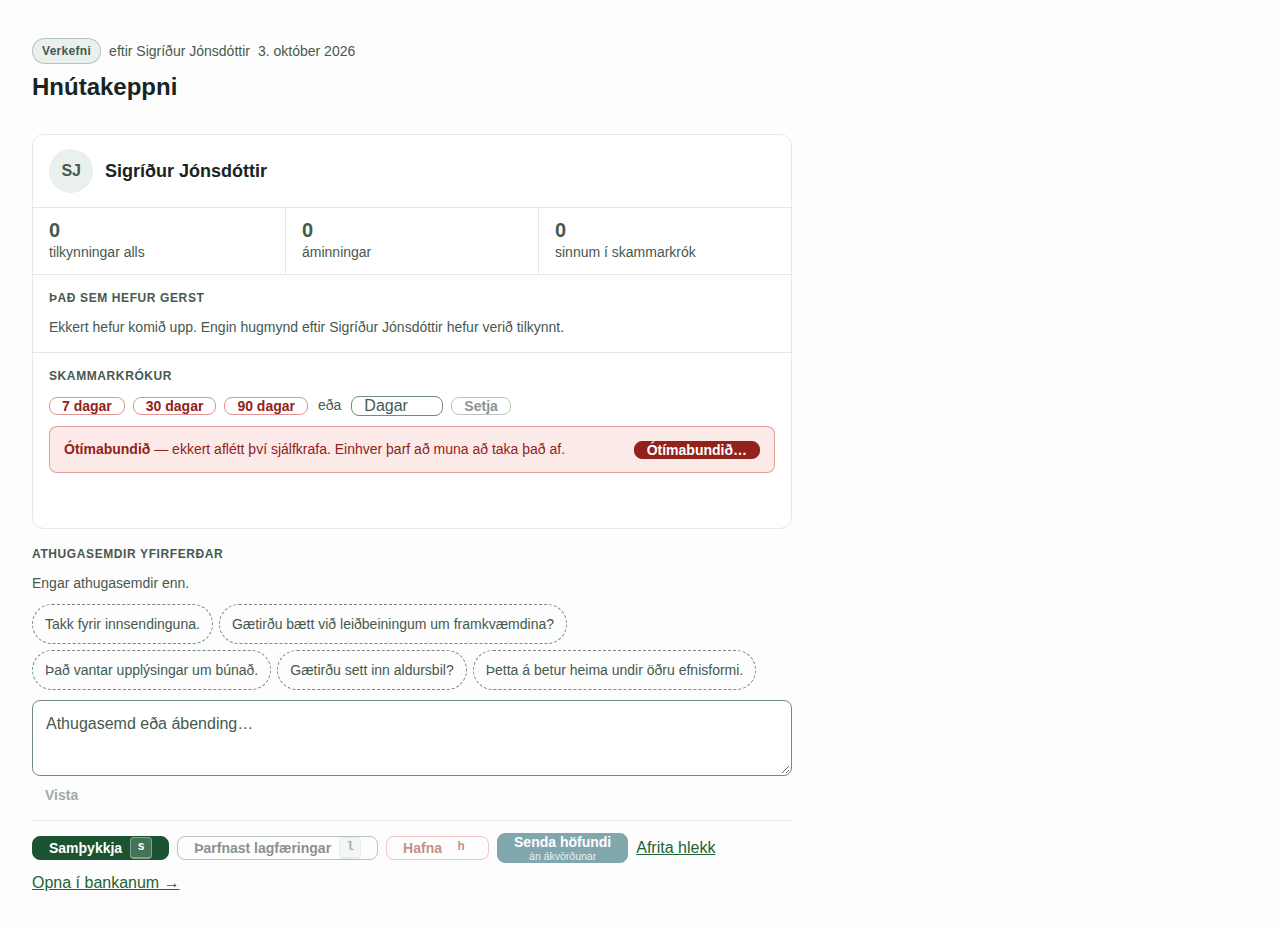 Verkefni eftir Sigríður Jónsdóttir 3. október 2026
Hnútakeppni
SJ Sigríður Jónsdóttir
0 0 0
tilkynningar alls áminningar sinnum í skammarkrók
ÞAÐ SEM HEFUR GERST
Ekkert hefur komið upp. Engin hugmynd eftir Sigríður Jónsdóttir hefur verið tilkynnt.
SKAMMARKRÓKUR
7 dagar 30 dagar 90 dagar eða Dagar Setja
Ótímabundið — ekkert aflétt því sjálfkrafa. Einhver þarf að muna að taka það af. Ótímabundið…
ATHUGASEMDIR YFIRFERÐAR
Engar athugasemdir enn.
Takk fyrir innsendinguna. Gætirðu bætt við leiðbeiningum um framkvæmdina?
Það vantar upplýsingar um búnað. Gætirðu sett inn aldursbil? Þetta á betur heima undir öðru efnisformi.
Athugasemd eða ábending…
Vista
Samþykkja s Þarfnast lagfæringar l Hafna h Senda höfundi Afrita hlekk
án ákvörðunar
Opna í bankanum →